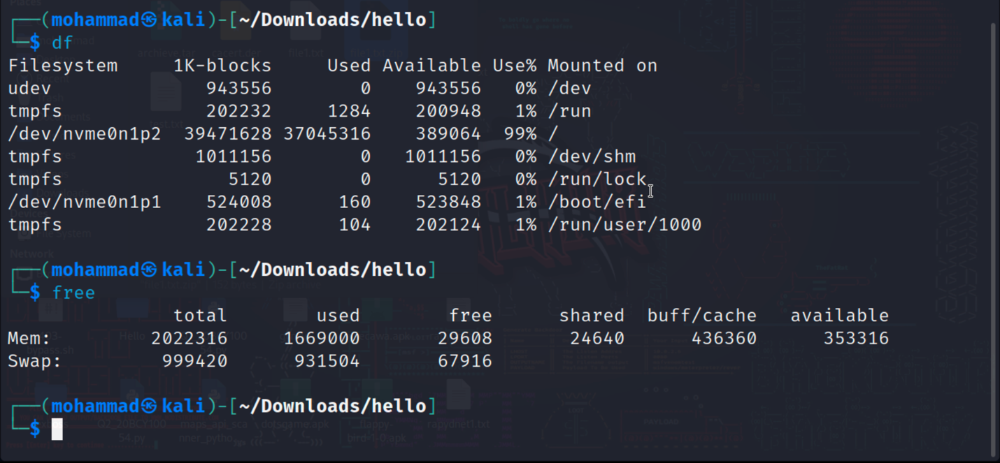 ┌──(mohammad㉿kali)-[~/Downloads/hello]
└─$ df
Filesystem     1K-blocks     Used Available Use% Mounted on
udev              943556        0    943556   0% /dev
tmpfs             202232     1284    200948   1% /run
/dev/nvme0n1p2  39471628 37045316    389064  99% /
tmpfs            1011156        0   1011156   0% /dev/shm
tmpfs               5120        0      5120   0% /run/lock
/dev/nvme0n1p1    524008      160    523848   1% /boot/efi
tmpfs             202228      104    202124   1% /run/user/1000
┌──(mohammad㉿kali)-[~/Downloads/hello]
└─$ free
               total        used        free      shared  buff/cache   available
Mem:         2022316     1669000       29608       24640      436360      353316
Swap:         999420      931504       67916
┌──(mohammad㉿kali)-[~/Downloads/hello]
└─$